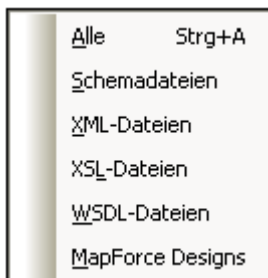 Alle Strg+A
Schemadateien
XML-Dateien
XSL-Dateien
WSDL-Dateien
MapForce Designs